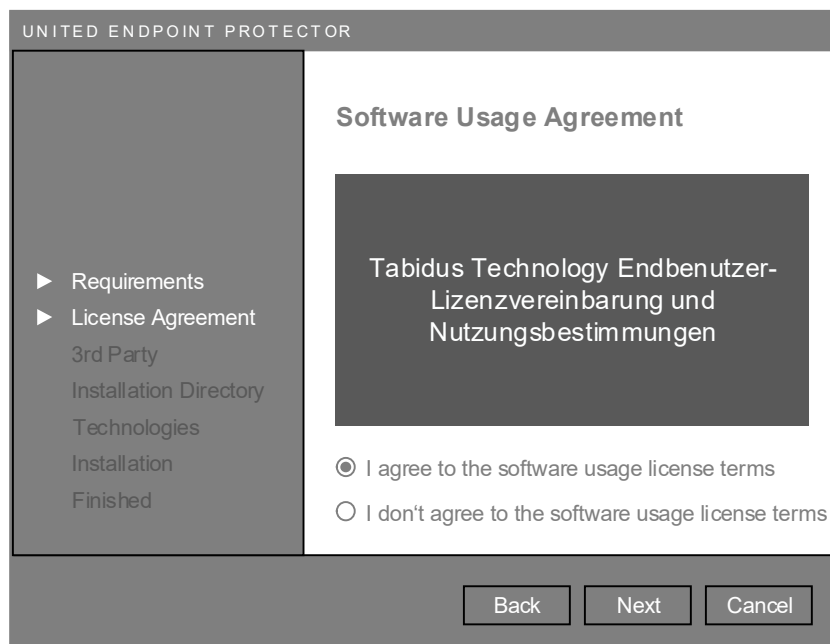 UNITED ENDPOINT PROTECTOR
Requirements
License Agreement
3rd Party
Installation Directory
Technologies
Installation
Finished
Software Usage Agreement
Tabidus Technology Endbenutzer-
Lizenzvereinbarung und
Nutzungsbestimmungen
I agree to the software usage license terms
I don‘t agree to the software usage license terms
Back
Next
Cancel